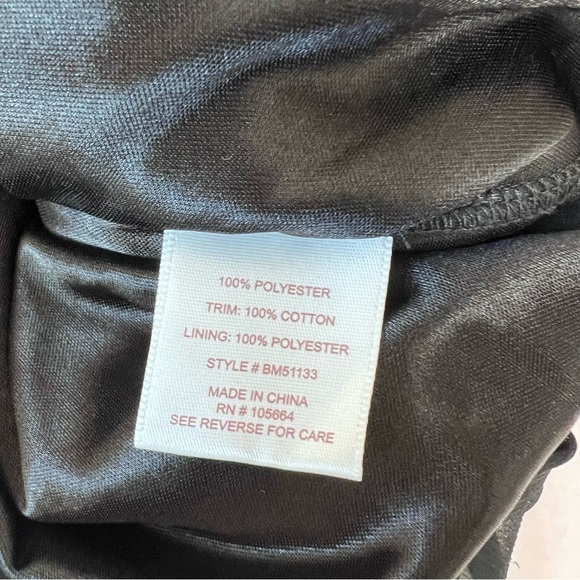 100% POLYESTER
TRIM: 100% COTTON
LINING: 100% POLYESTER
STYLE # BM51133
MADE IN CHINA
RN # 105664
SEE REVERSE FOR CARE